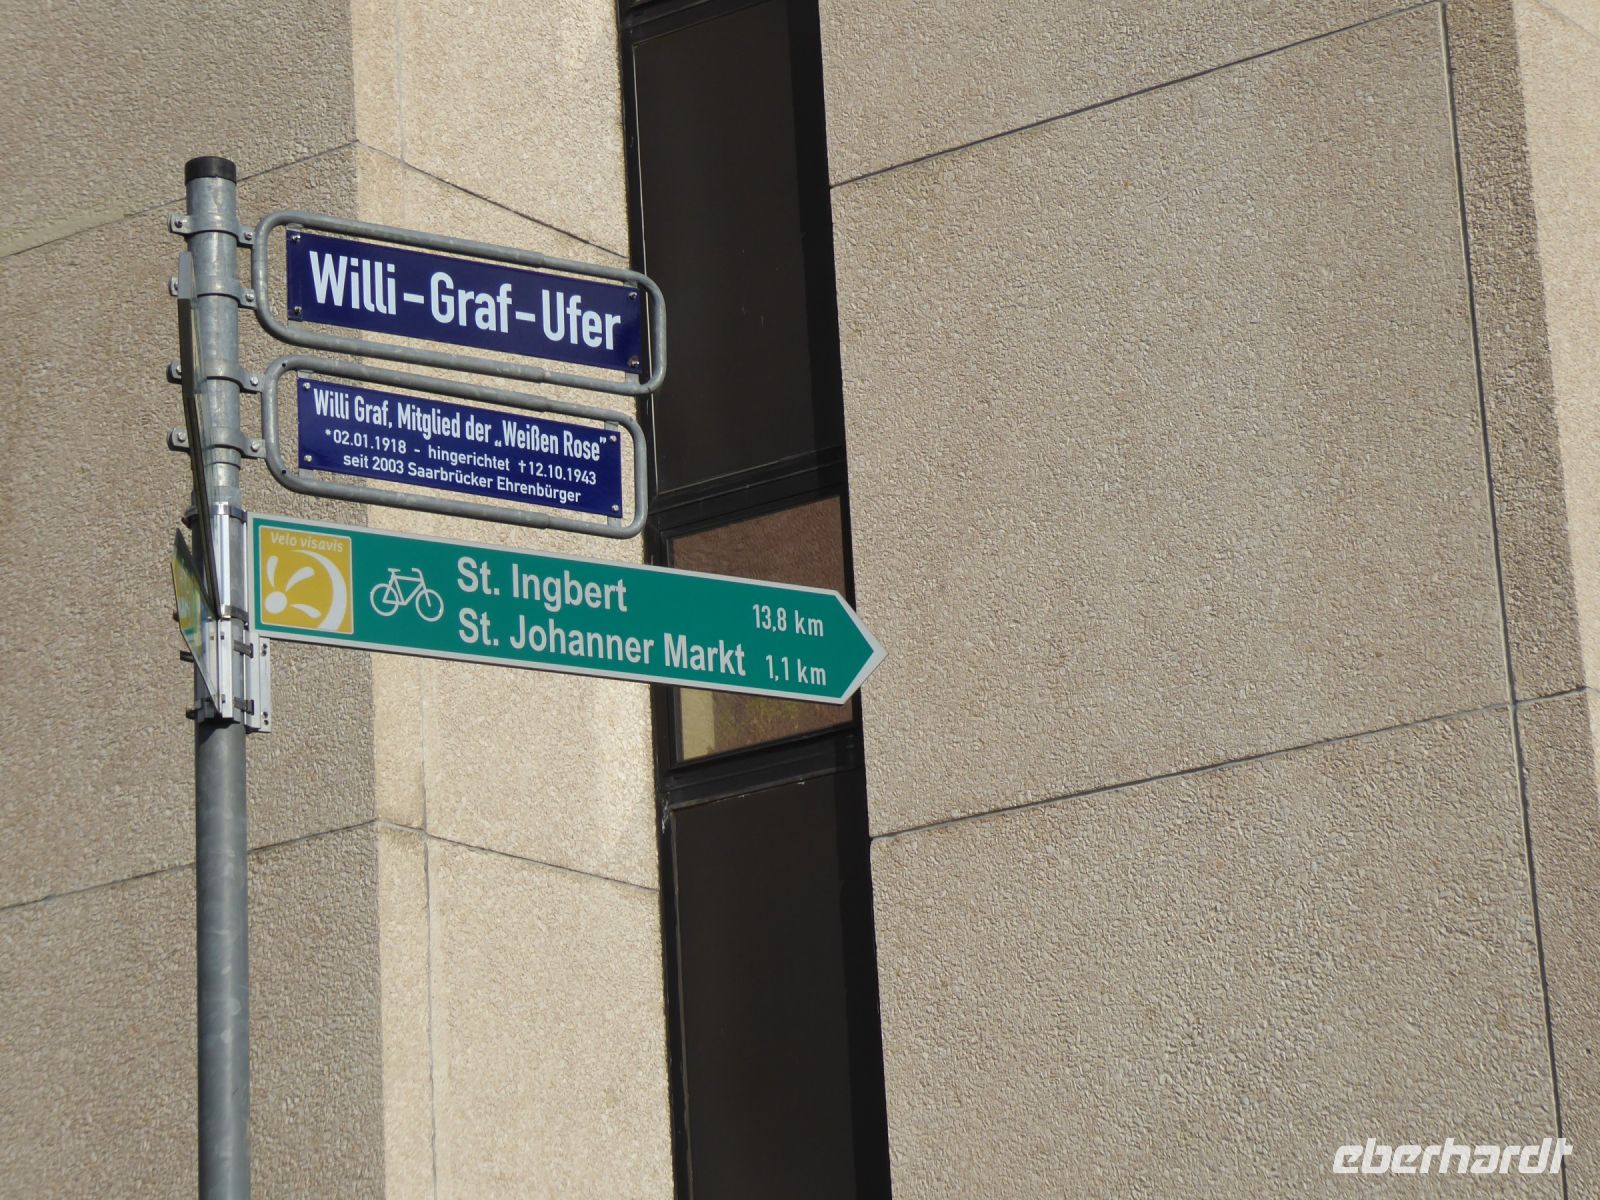 Willi-Graf-Ufer
Willi Graf, Mitglied der „Weißen Rose"
*02.01.1918 - hingerichtet †12.10.1943
seit 2003 Saarbrücker Ehrenbürger
Velo visavis
St. Ingbert 13,8 km
St. Johanner Markt 1,1 km
eberhardt